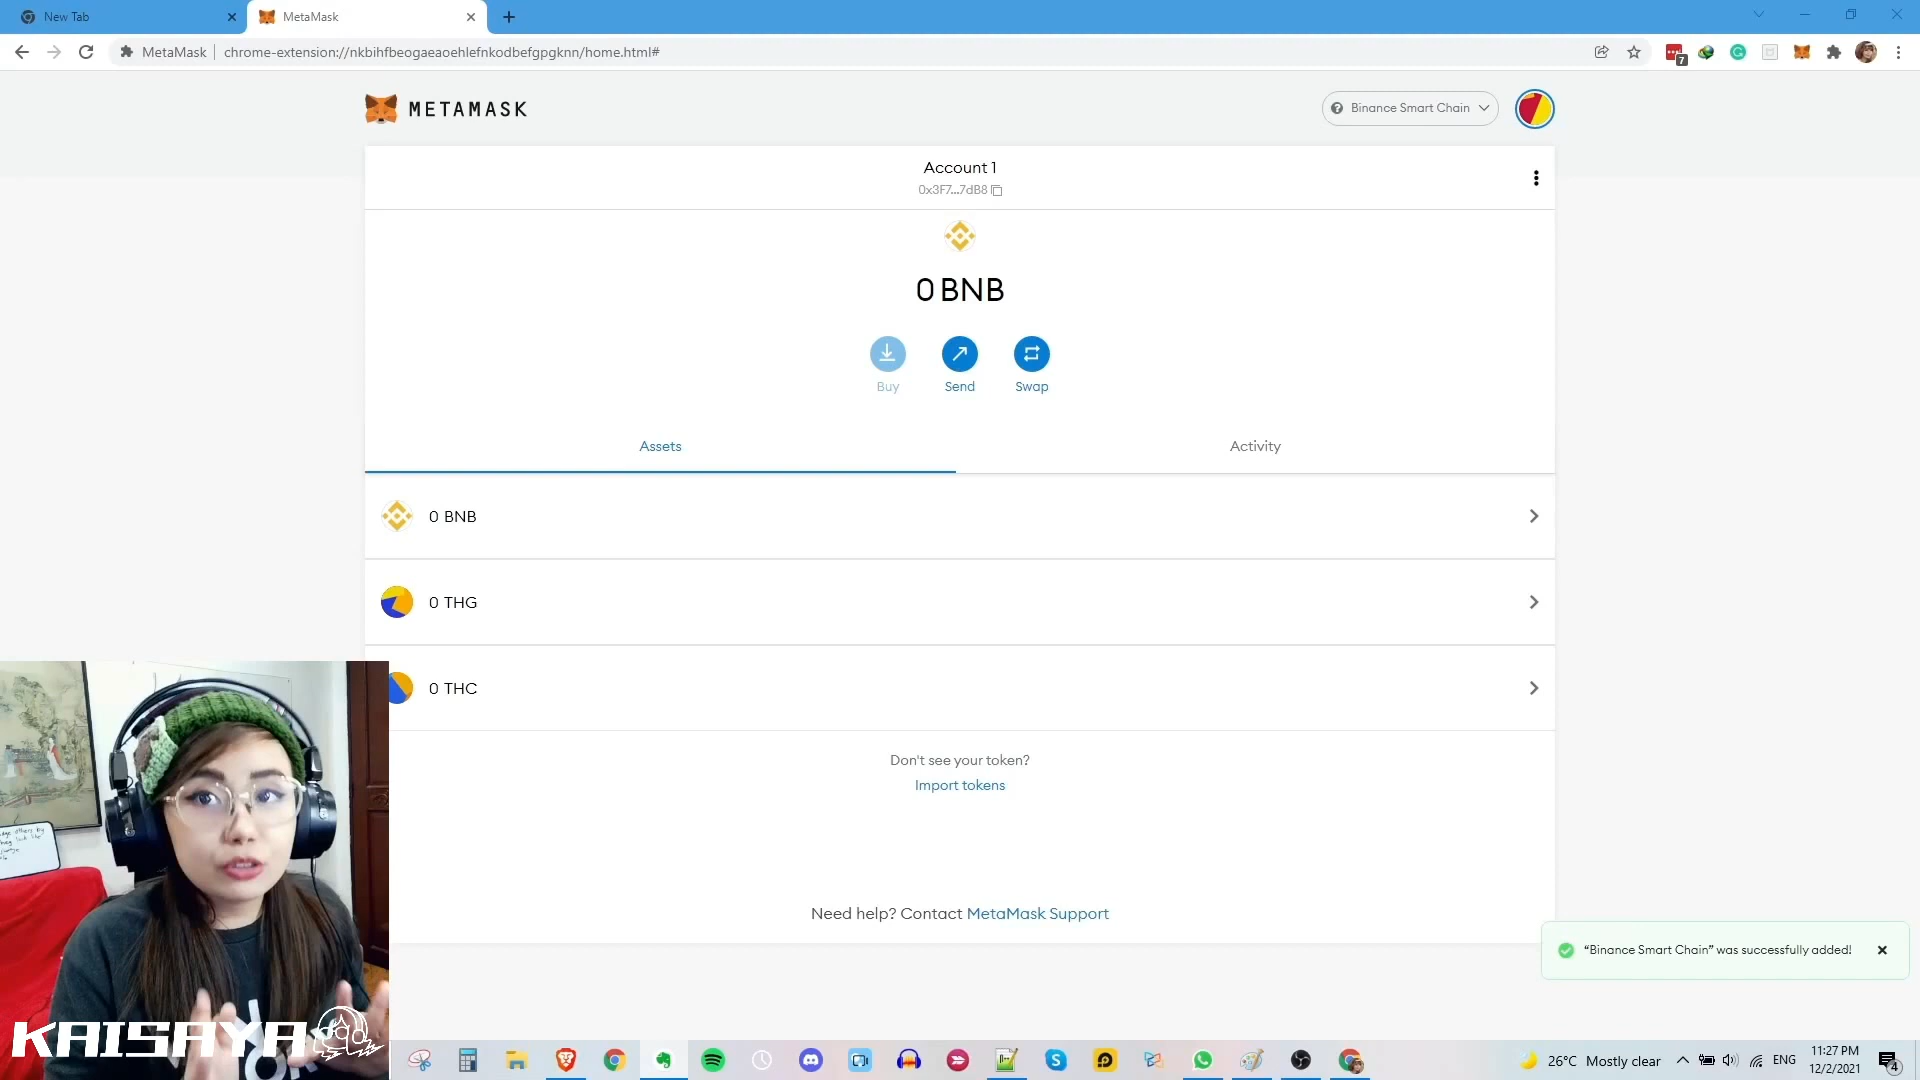 New Tab
MetaMask
MetaMask
chrome-extension://nkbihfbeogaeaoehlefnkodbefgpgknn/home.html#
7
METAMASK
Binance Smart Chain
Account 1
0x3F7...7dB8
0 BNB
Buy
Send
Swap
Assets
Activity
0 BNB
0 THG
0 THC
Don't see your token?
Import tokens
Need help? Contact MetaMask Support
“Binance Smart Chain” was successfully added!
KAISAYA
26°C Mostly clear
ENG
11:27 PM
12/2/2021
4